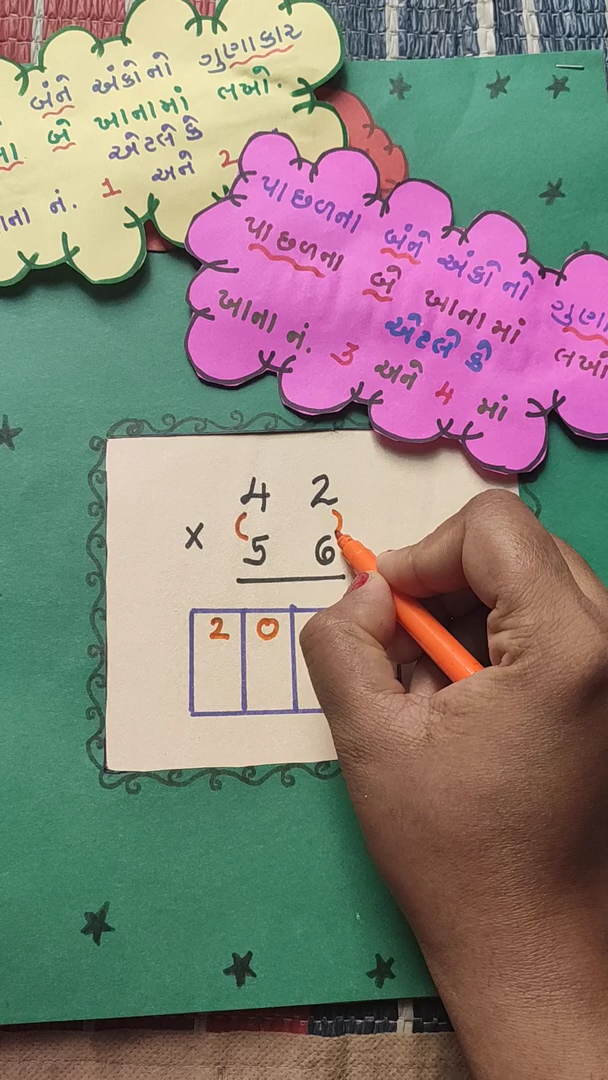 બંને અંકોનો ગુણાકાર
બે ખાનામાં લખો.
એટલે કે
નં. 1 અને 2
પાછળના બંને અંકોનો
પાછળના બે ખાનામાં લખો
એટલે કે
ખાના નં. 3 અને 4 માં
4 2
x 5 6
2 0